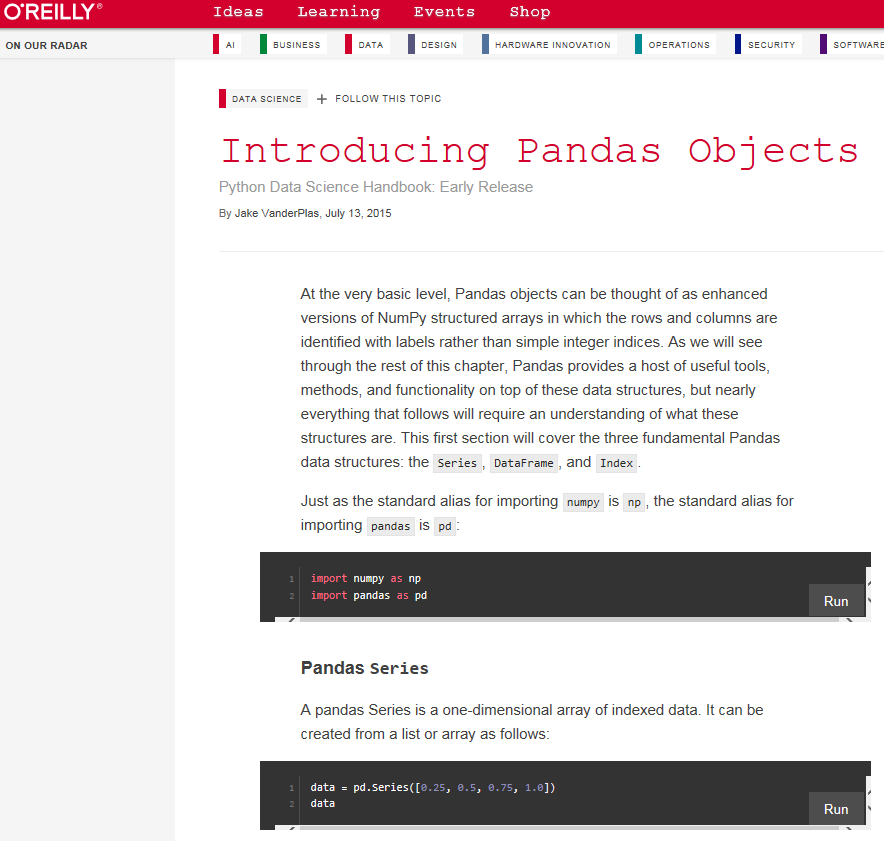 O'REILLY®
Ideas Learning Events Shop
ON OUR RADAR
AI BUSINESS DATA DESIGN HARDWARE INNOVATION OPERATIONS SECURITY SOFTWARE
DATA SCIENCE + FOLLOW THIS TOPIC
Introducing Pandas Objects
Python Data Science Handbook: Early Release
By Jake VanderPlas, July 13, 2015
At the very basic level, Pandas objects can be thought of as enhanced
versions of NumPy structured arrays in which the rows and columns are
identified with labels rather than simple integer indices. As we will see
through the rest of this chapter, Pandas provides a host of useful tools,
methods, and functionality on top of these data structures, but nearly
everything that follows will require an understanding of what these
structures are. This first section will cover the three fundamental Pandas
data structures: the Series, DataFrame, and Index.
Just as the standard alias for importing numpy is np, the standard alias for
importing pandas is pd:
1 import numpy as np
2 import pandas as pd
Run
Pandas Series
A pandas Series is a one-dimensional array of indexed data. It can be
created from a list or array as follows:
1 data = pd.Series([0.25, 0.5, 0.75, 1.0])
2 data
Run